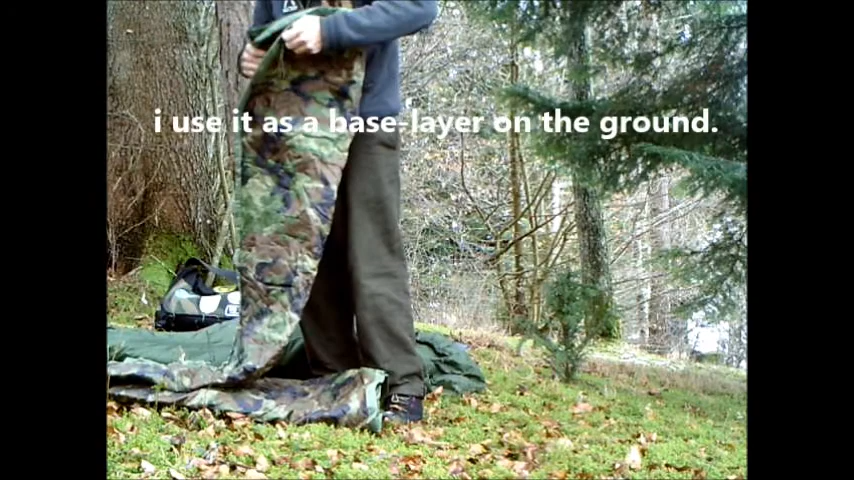 i use it as a base-layer on the ground.